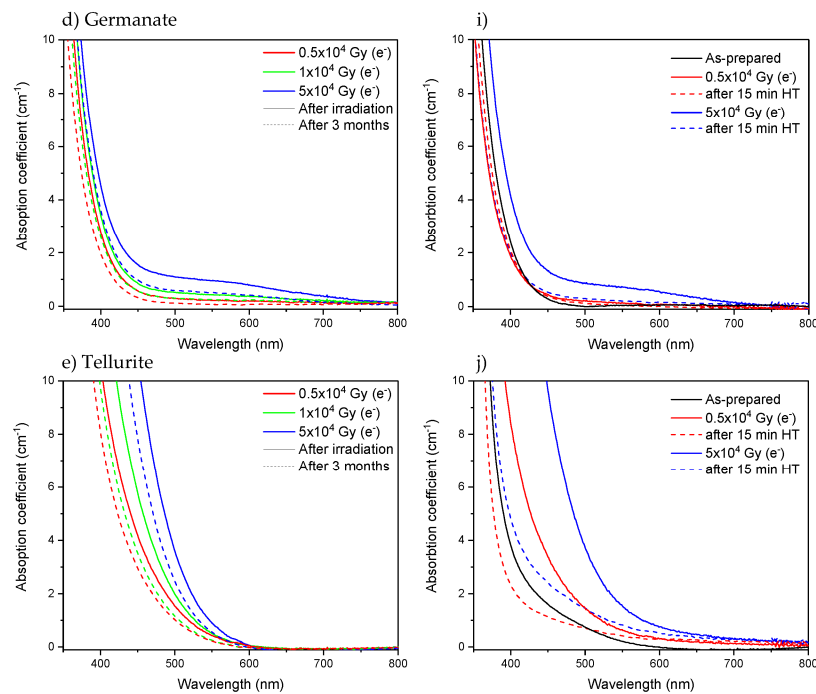 d) Germanate
10
8
6
4
2
0
Absoption coefficient (cm-1)
0.5x10⁴ Gy (e-)
1x10⁴ Gy (e-)
5x10⁴ Gy (e-)
After irradiation
After 3 months
400 500 600 700 800
Wavelength (nm)
i)
10
8
6
4
2
0
Absorbtion coefficient (cm-1)
As-prepared
0.5x10⁴ Gy (e-)
after 15 min HT
5x10⁴ Gy (e-)
after 15 min HT
400 500 600 700 800
Wavelength (nm)
e) Tellurite
10
8
6
4
2
0
Absoption coefficient (cm-1)
0.5x10⁴ Gy (e-)
1x10⁴ Gy (e-)
5x10⁴ Gy (e-)
After irradiation
After 3 months
400 500 600 700 800
Wavelength (nm)
j)
10
8
6
4
2
0
Absorbtion coefficient (cm-1)
As-prepared
0.5x10⁴ Gy (e-)
after 15 min HT
5x10⁴ Gy (e-)
after 15 min HT
400 500 600 700 800
Wavelength (nm)